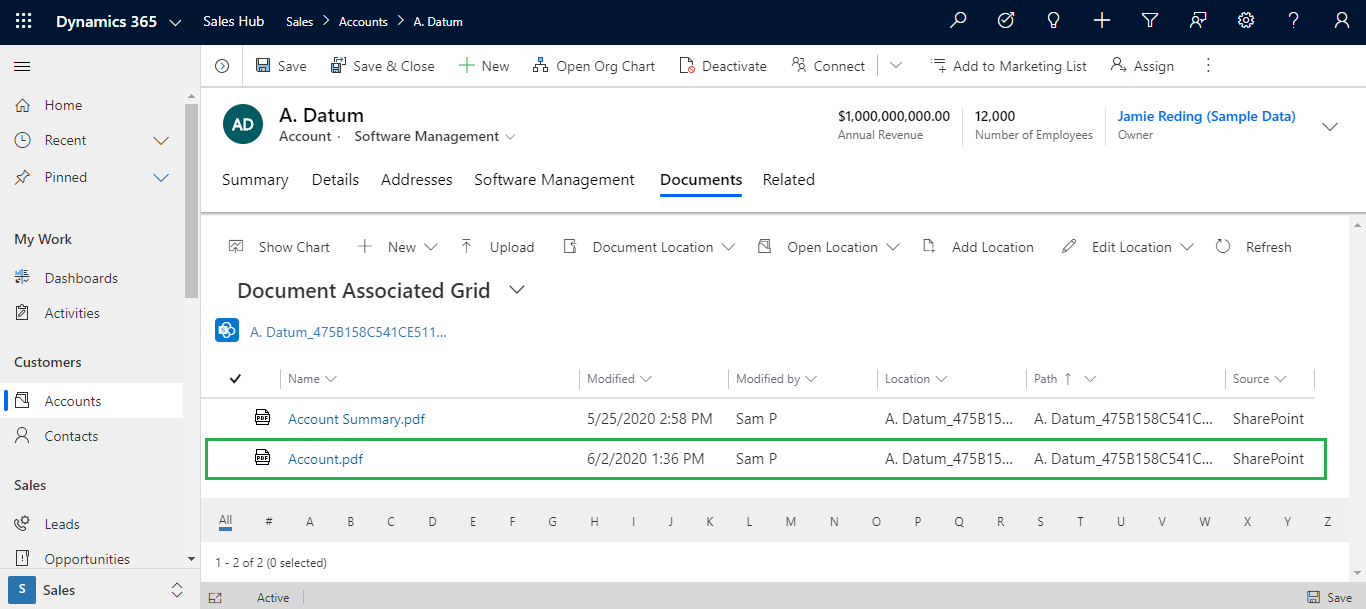 Dynamics 365 Sales Hub Sales > Accounts > A. Datum
Save Save & Close New Open Org Chart Deactivate Connect Add to Marketing List Assign
Home
Recent
Pinned
My Work
Dashboards
Activities
Customers
Accounts
Contacts
Sales
Leads
Opportunities
S Sales
AD
A. Datum
Account · Software Management
$1,000,000,000.00
Annual Revenue
12,000
Number of Employees
Jamie Reding (Sample Data)
Owner
Summary Details Addresses Software Management Documents Related
Show Chart New Upload Document Location Open Location Add Location Edit Location Refresh
Document Associated Grid
A. Datum_475B158C541CE511...
Name Modified Modified by Location Path ↑ Source
PDF Account Summary.pdf 5/25/2020 2:58 PM Sam P A. Datum_475B15... A. Datum_475B158C541C... SharePoint
PDF Account.pdf 6/2/2020 1:36 PM Sam P A. Datum_475B15... A. Datum_475B158C541C... SharePoint
All # A B C D E F G H I J K L M N O P Q R S T U V W X Y Z
1 - 2 of 2 (0 selected)
Active Save